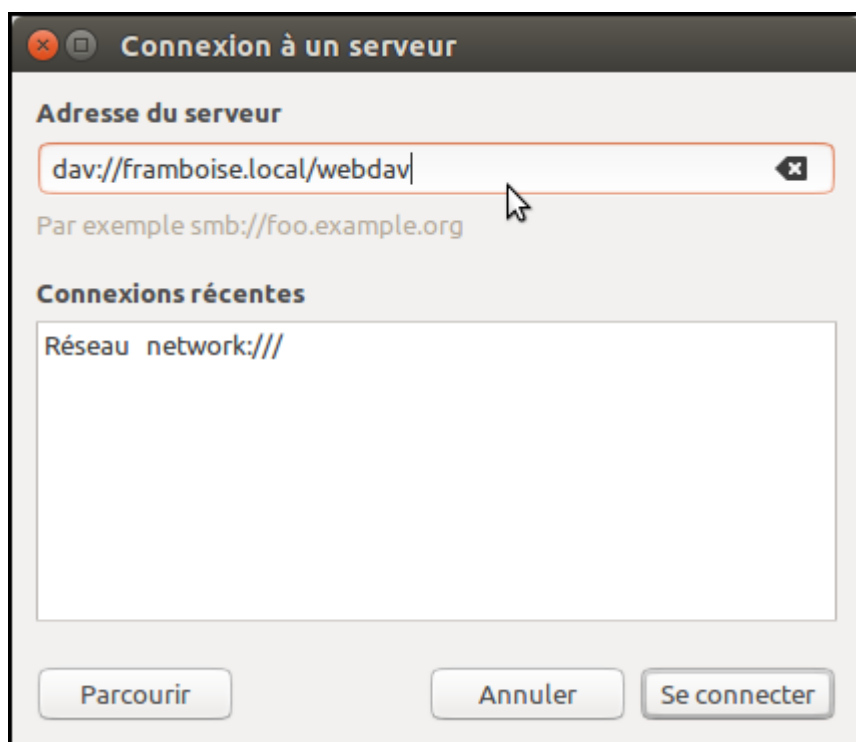 Connexion à un serveur
Adresse du serveur
dav://framboise.local/webdav
Par exemple smb://foo.example.org
Connexions récentes
Réseau network:///
Parcourir Annuler Se connecter